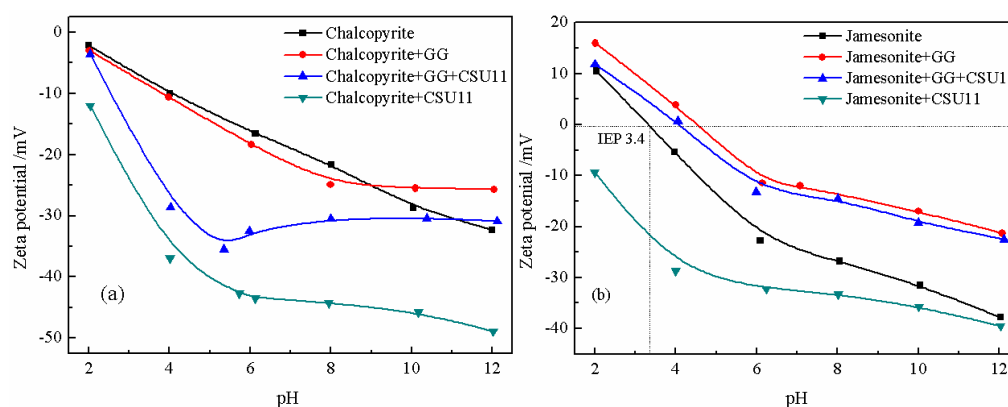 Zeta potential /mV
0
-10
-20
-30
-40
-50
2
4
6
8
10
12
pH
(a)
Chalcopyrite
Chalcopyrite+GG
Chalcopyrite+GG+CSU11
Chalcopyrite+CSU11
Zeta potential /mV
20
10
0
-10
-20
-30
-40
2
4
6
8
10
12
pH
(b)
IEP 3.4
Jamesonite
Jamesonite+GG
Jamesonite+GG+CSU1
Jamesonite+CSU11